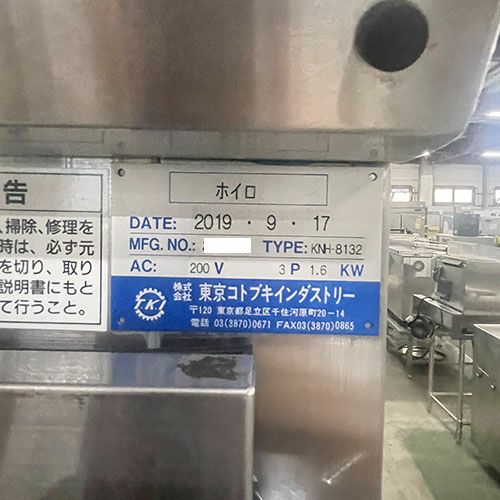 告
、掃除、修理を
時は、必ず元
を切り、取り
説明書にもと
て行うこと。
ホイロ
DATE: 2019・9・17
MFG. NO.: TYPE: KNH-8132
AC: 200 V 3 P 1.6 KW
TKI
株式会社 東京コトブキインダストリー
〒120 東京都足立区千住河原町20-14
電話 03(3870)0671 FAX03(3870)0865